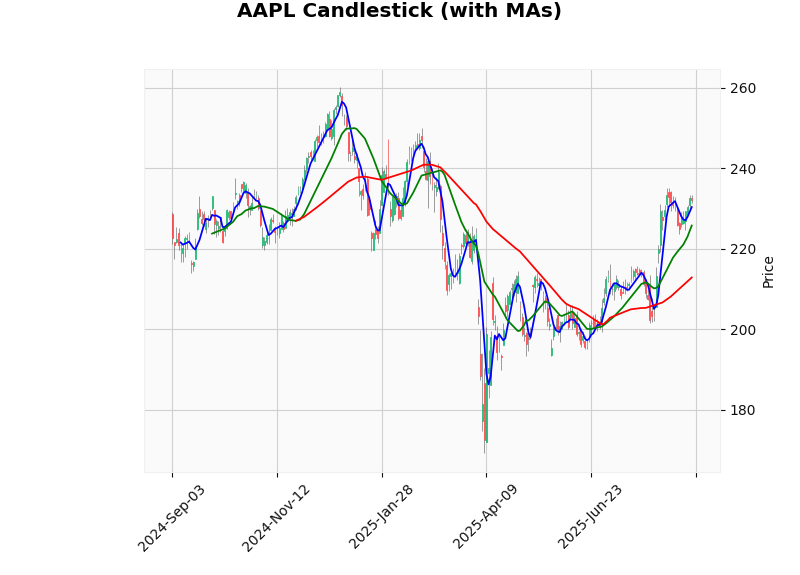 AAPL Candlestick (with MAs)
260
240
220
200
180
Price
2024-Sep-03
2024-Nov-12
2025-Jan-28
2025-Apr-09
2025-Jun-23